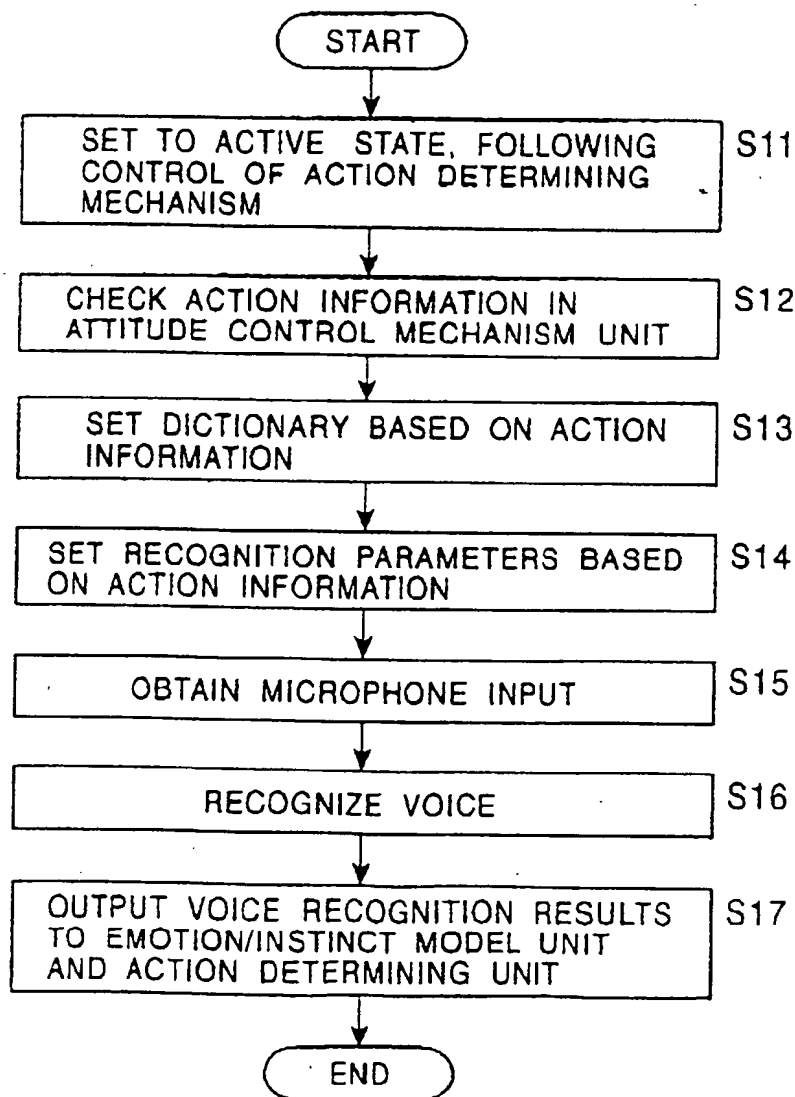 START
SET TO ACTIVE STATE, FOLLOWING
CONTROL OF ACTION DETERMINING
MECHANISM
S11
CHECK ACTION INFORMATION IN
ATTITUDE CONTROL MECHANISM UNIT
S12
SET DICTIONARY BASED ON ACTION
INFORMATION
S13
SET RECOGNITION PARAMETERS BASED
ON ACTION INFORMATION
S14
OBTAIN MICROPHONE INPUT
S15
RECOGNIZE VOICE
S16
OUTPUT VOICE RECOGNITION RESULTS
TO EMOTION/INSTINCT MODEL UNIT
AND ACTION DETERMINING UNIT
S17
END